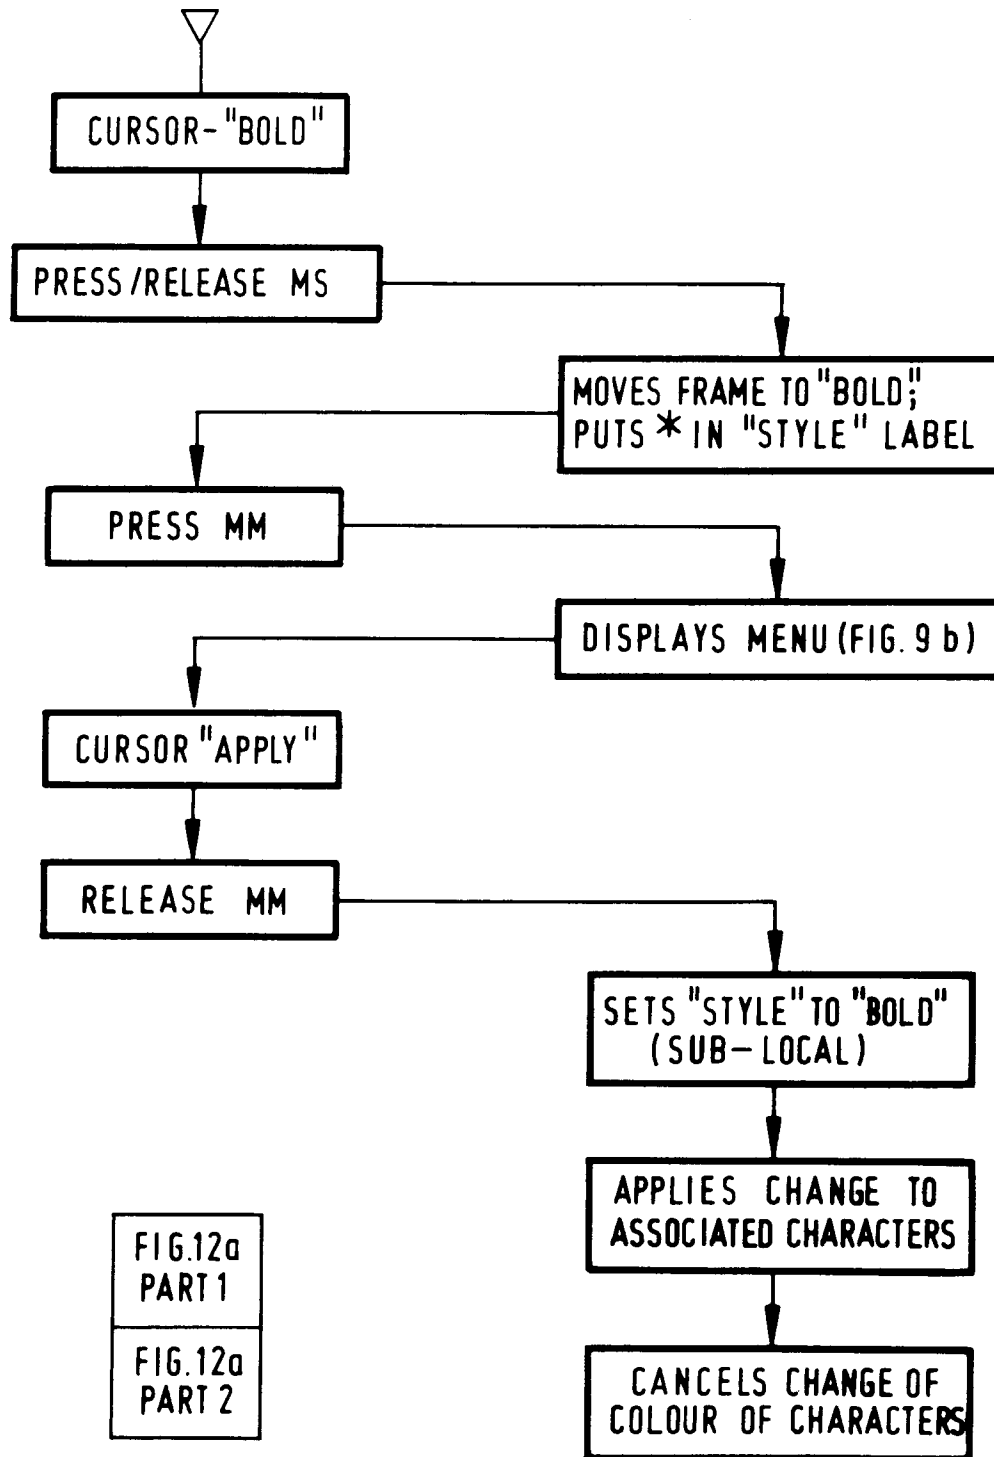 CURSOR-"BOLD"
PRESS/RELEASE MS
MOVES FRAME TO "BOLD";
PUTS * IN "STYLE" LABEL
PRESS MM
DISPLAYS MENU (FIG. 9 b)
CURSOR "APPLY"
RELEASE MM
SETS "STYLE" TO "BOLD"
(SUB-LOCAL)
APPLIES CHANGE TO
ASSOCIATED CHARACTERS
CANCELS CHANGE OF
COLOUR OF CHARACTERS
FIG.12a
PART 1
FIG.12a
PART 2